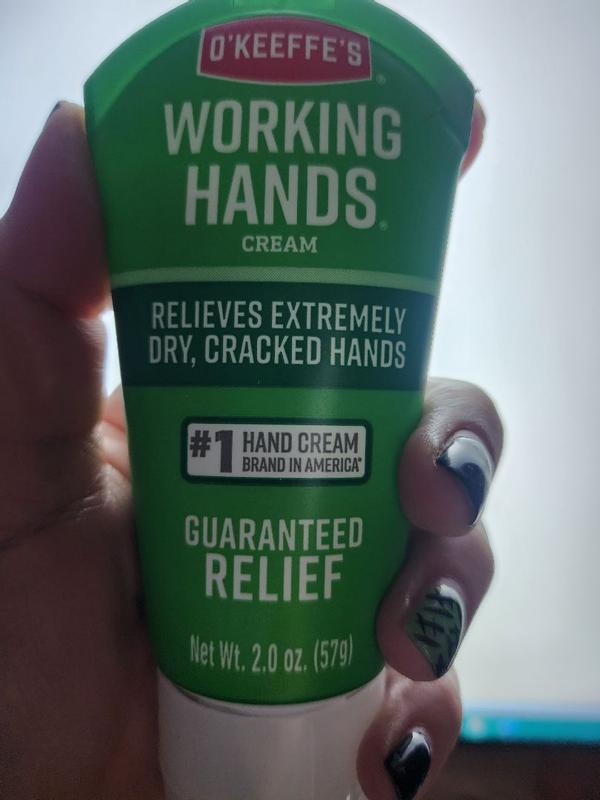 O'KEEFFE'S®
WORKING
HANDS®
CREAM
RELIEVES EXTREMELY
DRY, CRACKED HANDS
#1 HAND CREAM
BRAND IN AMERICA*
GUARANTEED
RELIEF
Net Wt. 2.0 oz. (57g)